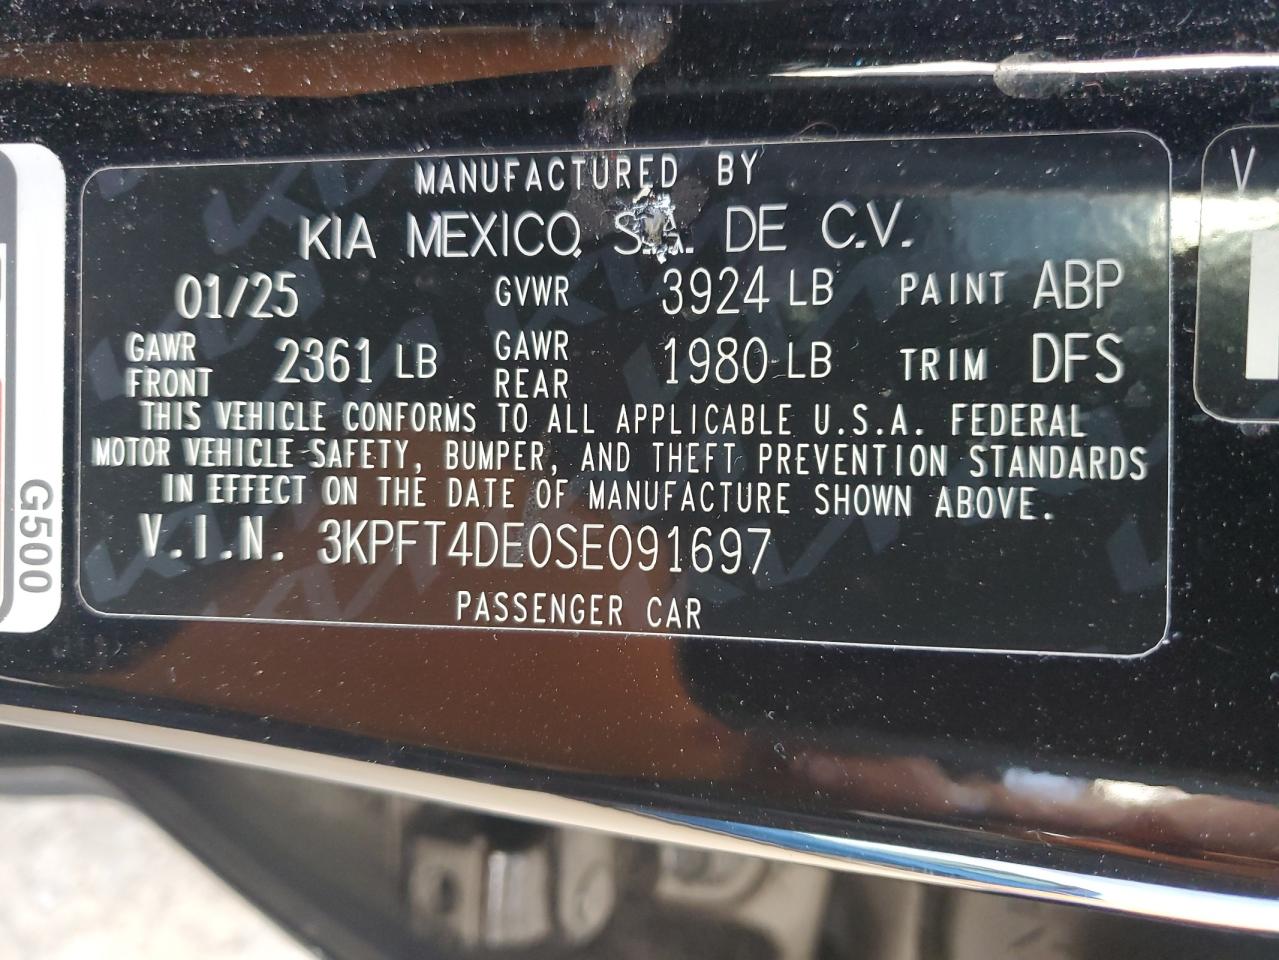 MANUFACTURED BY
KIA MEXICO, S.A. DE C.V.
01/25 GVWR 3924 LB PAINT ABP
GAWR FRONT 2361 LB GAWR REAR 1980 LB TRIM DFS
THIS VEHICLE CONFORMS TO ALL APPLICABLE U.S.A. FEDERAL
MOTOR VEHICLE SAFETY, BUMPER, AND THEFT PREVENTION STANDARDS
IN EFFECT ON THE DATE OF MANUFACTURE SHOWN ABOVE.
V.I.N. 3KPFT4DE0SE091697
PASSENGER CAR
G500
V